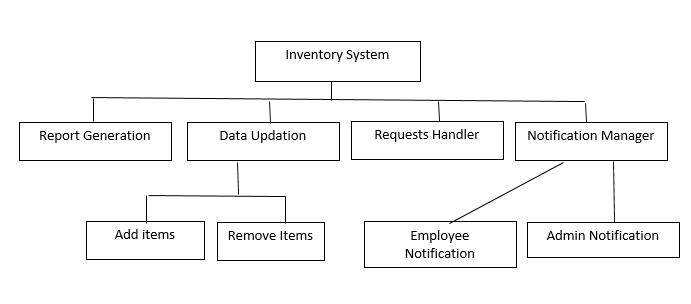 Inventory System
Report Generation
Data Updation
Requests Handler
Notification Manager
Add items
Remove Items
Employee
Notification
Admin Notification